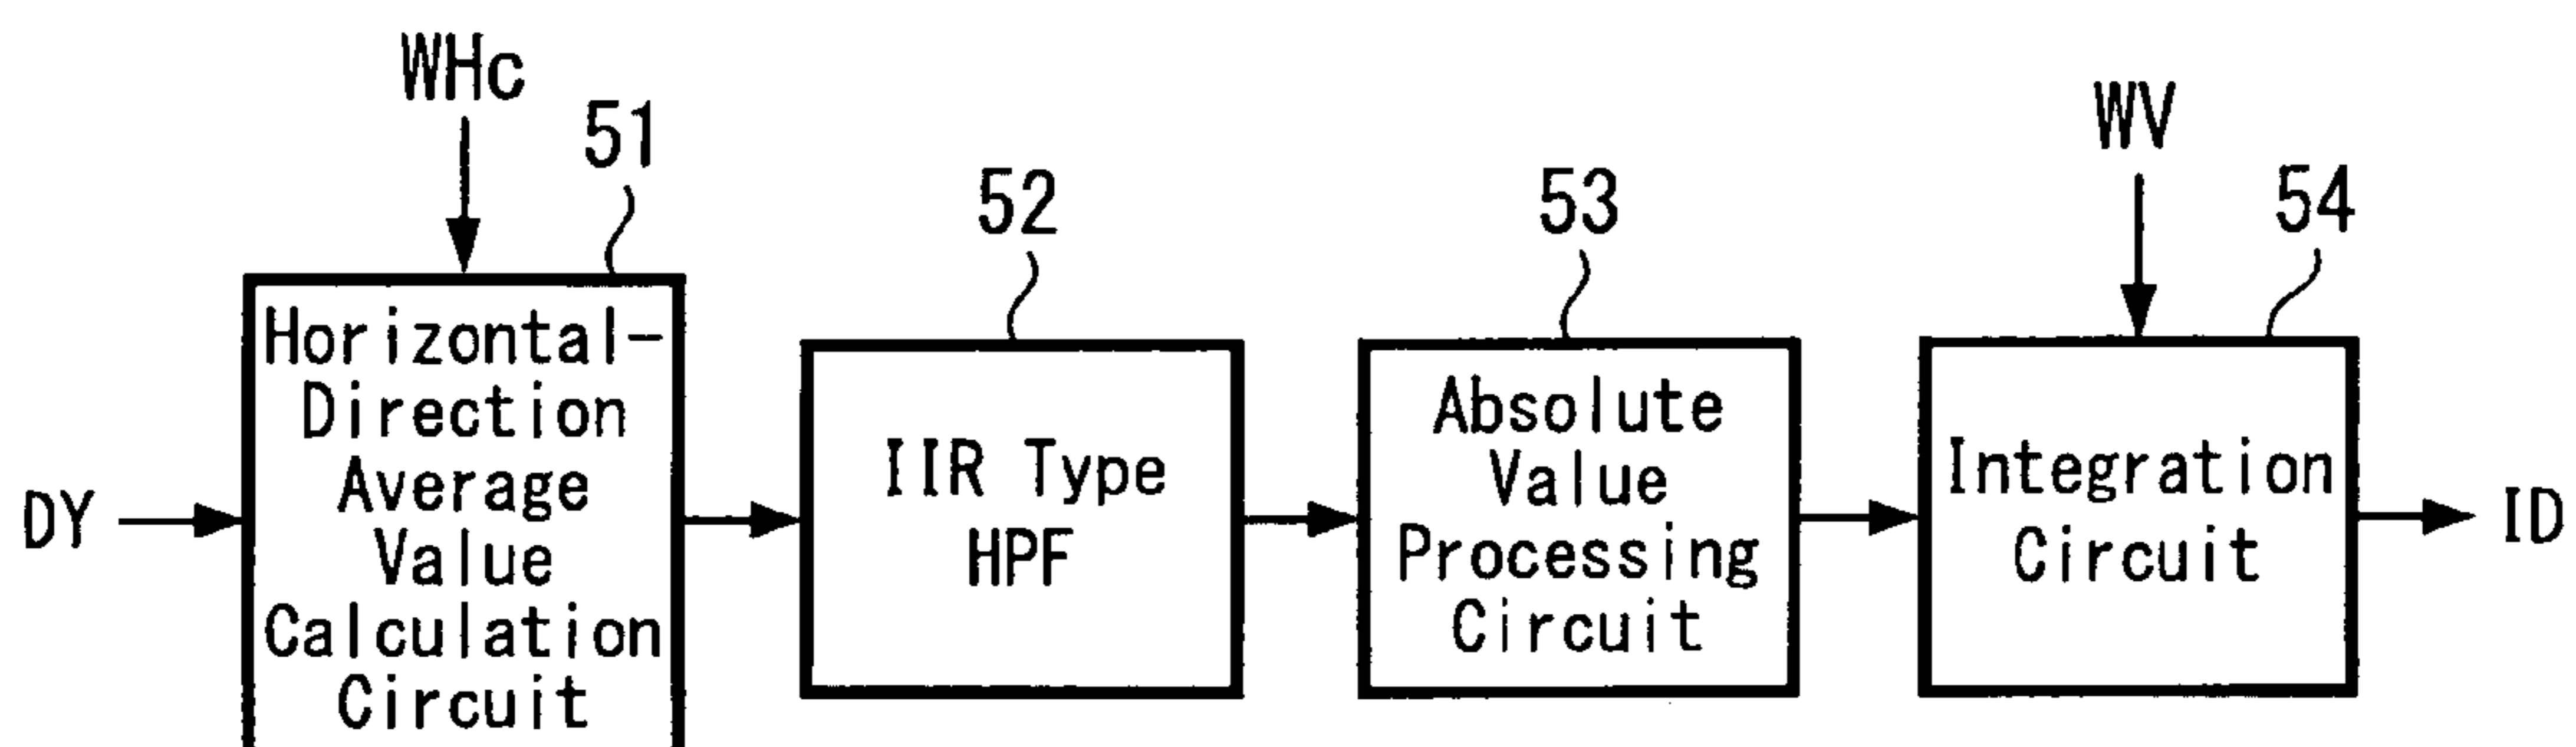 WHc
51
Horizontal-
Direction
Average
Value
Calculation
Circuit
DY
52
IIR Type
HPF
53
Absolute
Value
Processing
Circuit
WV
54
Integration
Circuit
ID